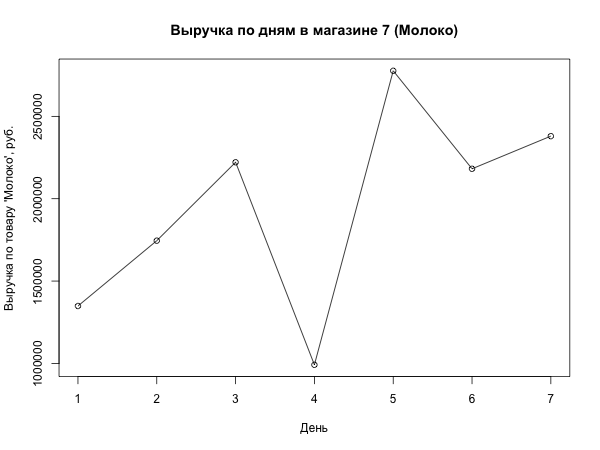 Выручка по дням в магазине 7 (Молоко)
Выручка по товару 'Молоко', руб.
2500000
2000000
1500000
1000000
1 2 3 4 5 6 7
День